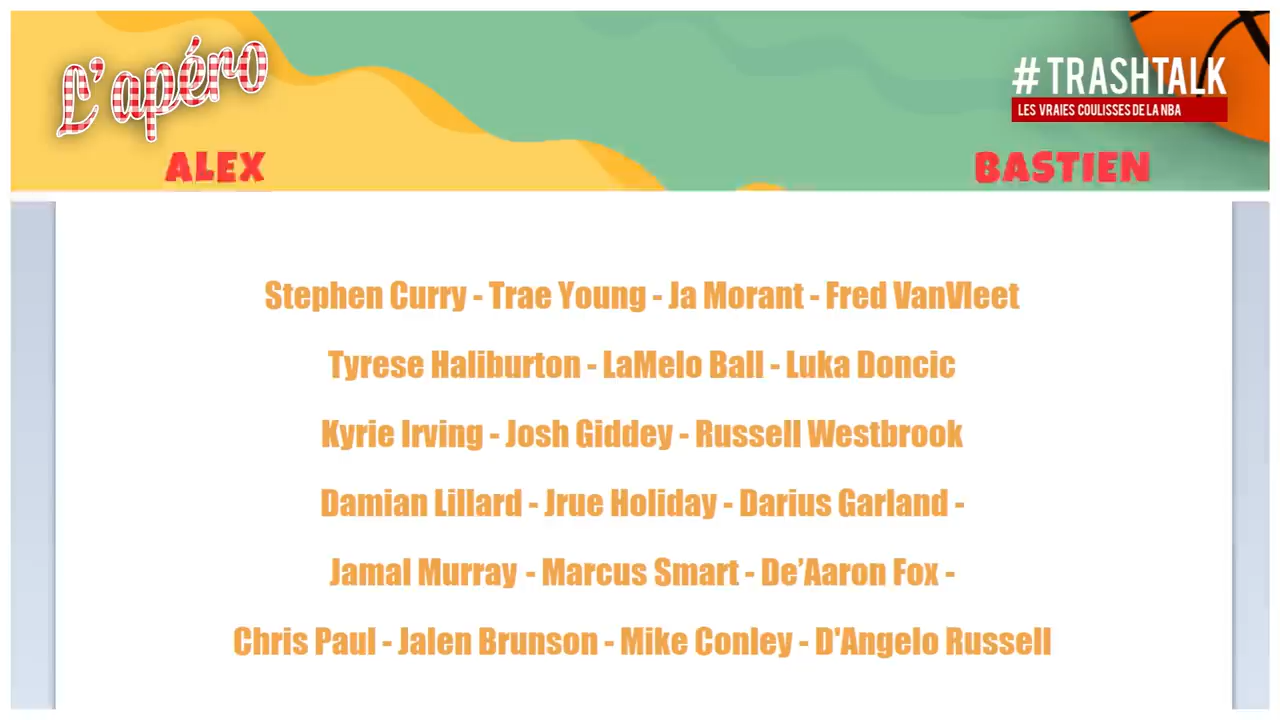 L'apéro
#TRASHTALK
LES VRAIES COULISSES DE LA NBA
ALEX
BASTIEN
Stephen Curry - Trae Young - Ja Morant - Fred VanVleet
Tyrese Haliburton - LaMelo Ball - Luka Doncic
Kyrie Irving - Josh Giddey - Russell Westbrook
Damian Lillard - Jrue Holiday - Darius Garland -
Jamal Murray - Marcus Smart - De’Aaron Fox -
Chris Paul - Jalen Brunson - Mike Conley - D'Angelo Russell